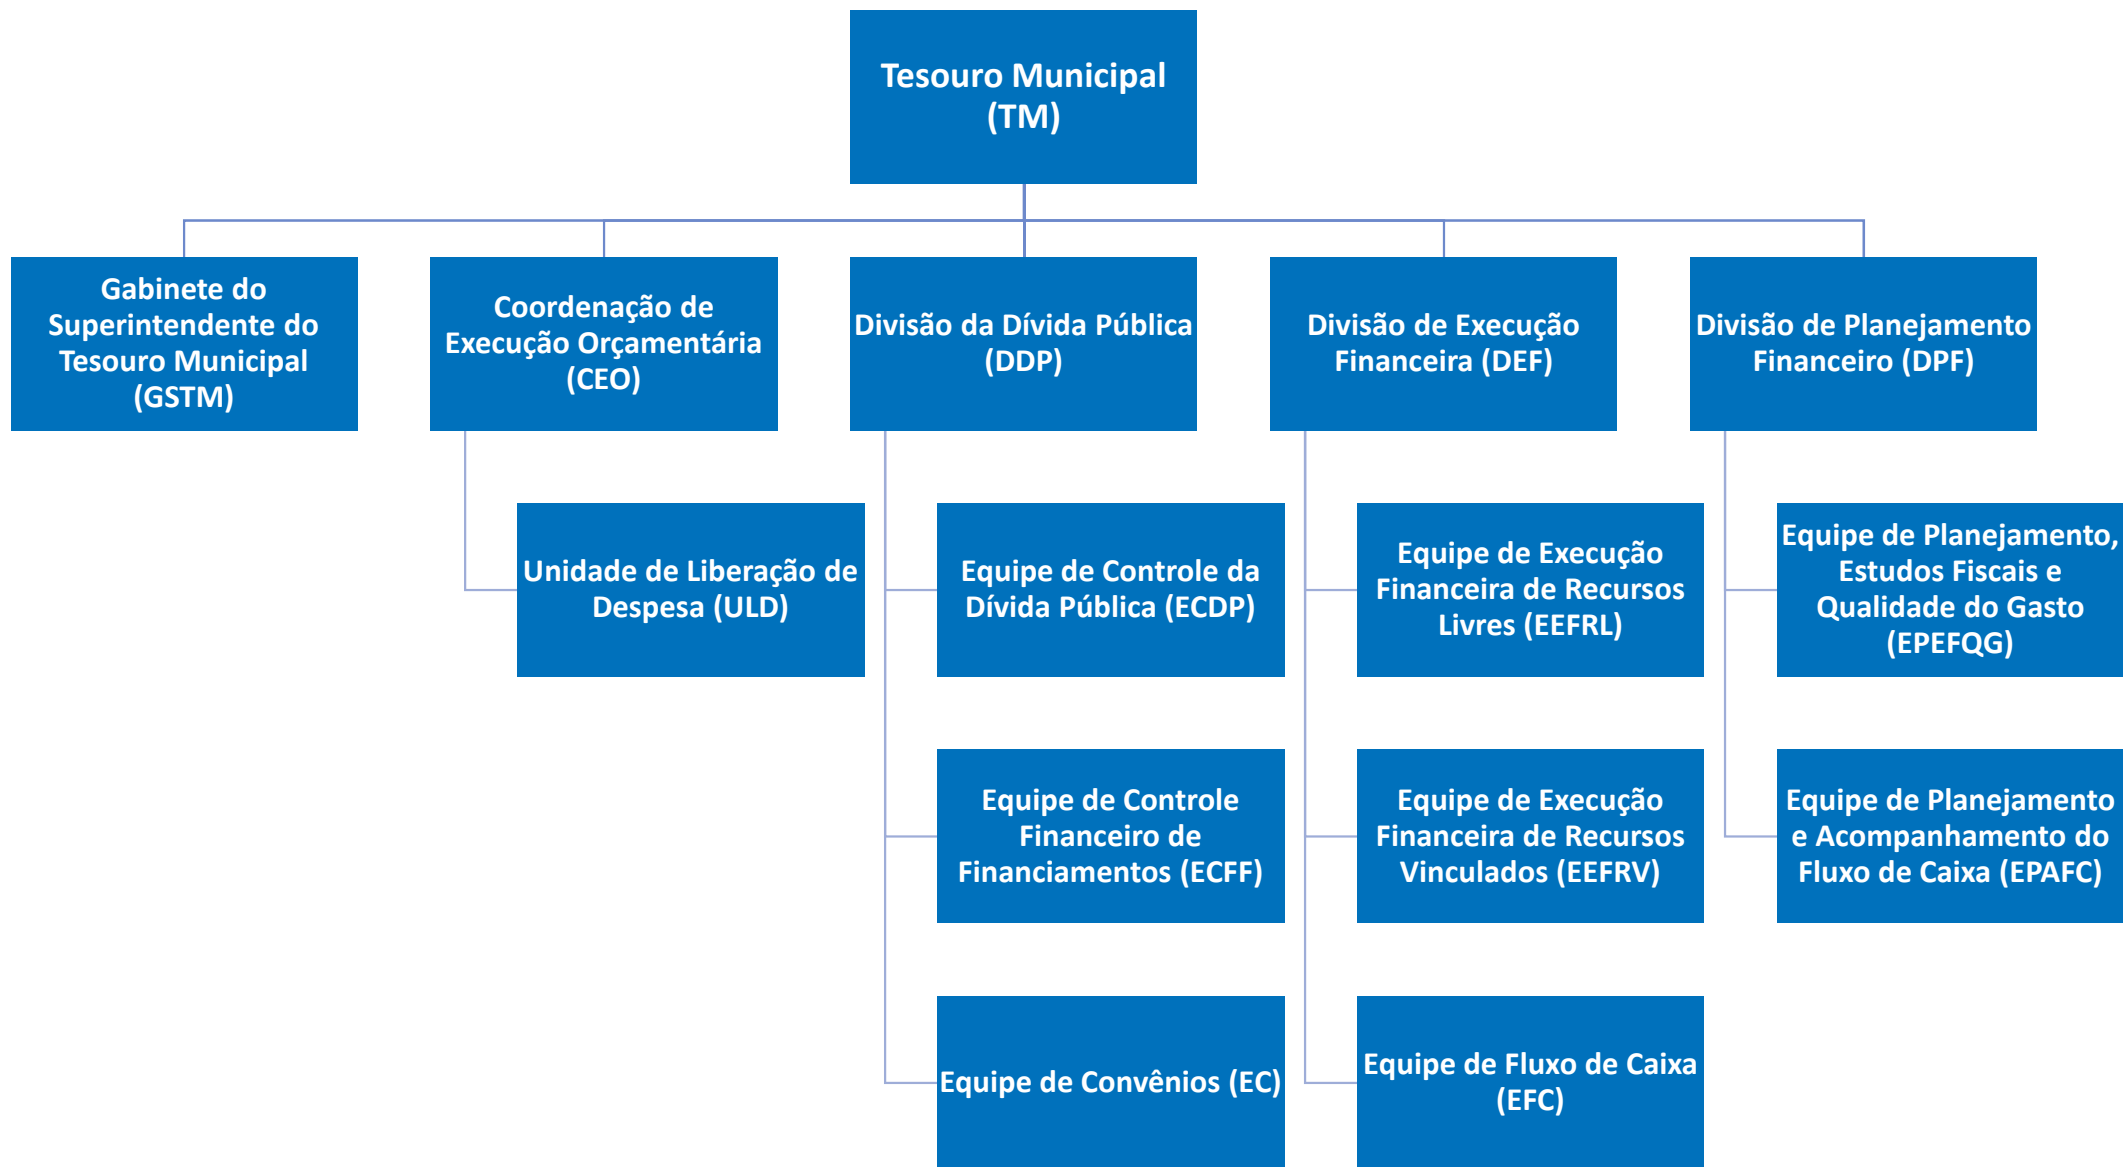 Tesouro Municipal
(TM)
Gabinete do
Superintendente do
Tesouro Municipal
(GSTM)
Coordenação de
Execução Orçamentária
(CEO)
Divisão da Dívida Pública
(DDP)
Divisão de Execução
Financeira (DEF)
Divisão de Planejamento
Financeiro (DPF)
Unidade de Liberação de
Despesa (ULD)
Equipe de Controle da
Dívida Pública (ECDP)
Equipe de Execução
Financeira de Recursos
Livres (EEFRL)
Equipe de Planejamento,
Estudos Fiscais e
Qualidade do Gasto
(EPEFQG)
Equipe de Controle
Financeiro de
Financiamentos (ECFF)
Equipe de Execução
Financeira de Recursos
Vinculados (EEFRV)
Equipe de Planejamento
e Acompanhamento do
Fluxo de Caixa (EPAFC)
Equipe de Convênios (EC)
Equipe de Fluxo de Caixa
(EFC)